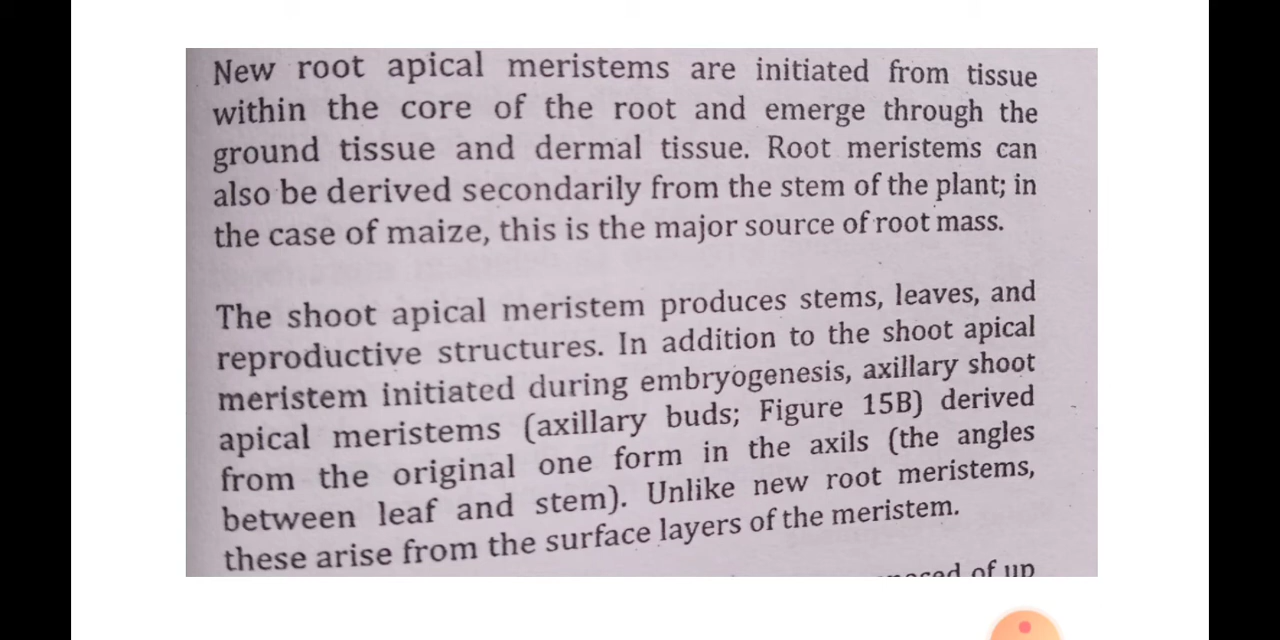 New root apical meristems are initiated from tissue
within the core of the root and emerge through the
ground tissue and dermal tissue. Root meristems can
also be derived secondarily from the stem of the plant; in
the case of maize, this is the major source of root mass.
The shoot apical meristem produces stems, leaves, and
reproductive structures. In addition to the shoot apical
meristem initiated during embryogenesis, axillary shoot
apical meristems (axillary buds; Figure 15B) derived
from the original one form in the axils (the angles
between leaf and stem). Unlike new root meristems,
these arise from the surface layers of the meristem.
of up